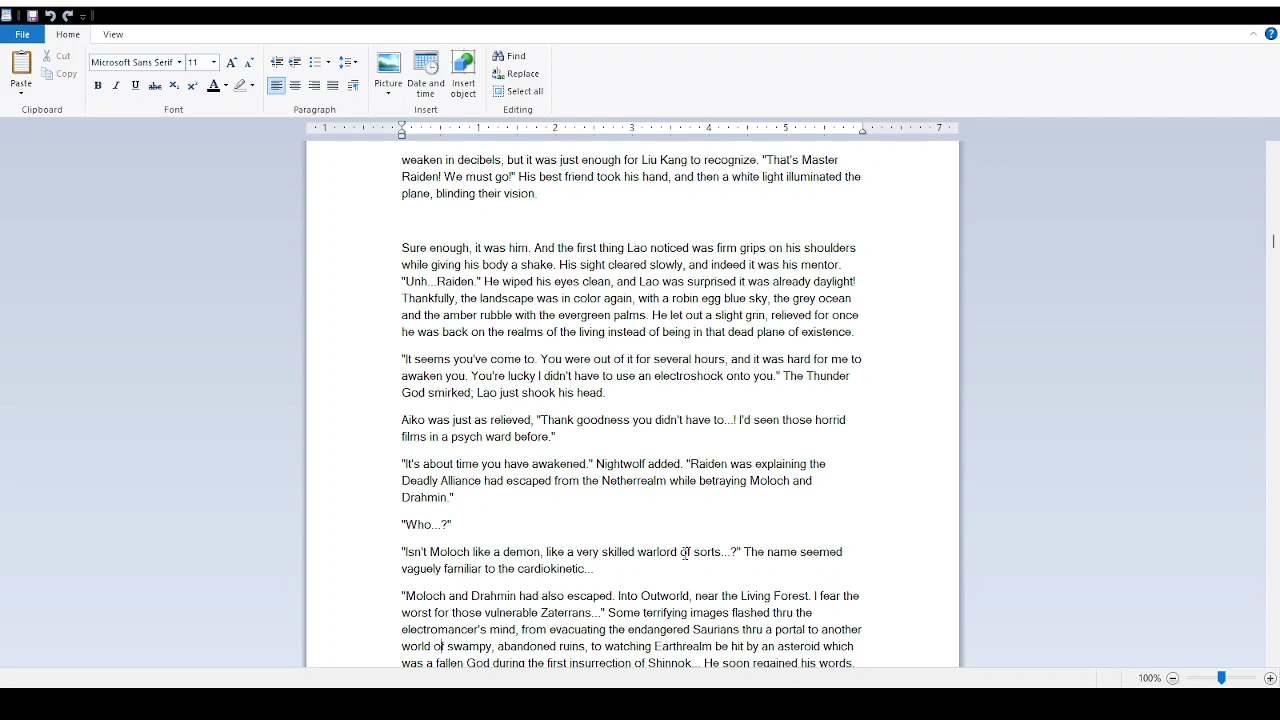 File Home View
Cut
Copy
Paste
Clipboard
Microsoft Sans Serif 11
Font
Paragraph
Picture
Date and time
Insert object
Insert
Find
Replace
Select all
Editing
1 1 2 3 4 5 7
weaken in decibels, but it was just enough for Liu Kang to recognize. "That's Master
Raiden! We must go!" His best friend took his hand, and then a white light illuminated the
plane, blinding their vision.
Sure enough, it was him. And the first thing Lao noticed was firm grips on his shoulders
while giving his body a shake. His sight cleared slowly, and indeed it was his mentor.
"Unh...Raiden." He wiped his eyes clean, and Lao was surprised it was already daylight!
Thankfully, the landscape was in color again, with a robin egg blue sky, the grey ocean
and the amber rubble with the evergreen palms. He let out a slight grin, relieved for once
he was back on the realms of the living instead of being in that dead plane of existence.
"It seems you've come to. You were out of it for several hours, and it was hard for me to
awaken you. You're lucky I didn't have to use an electroshock onto you." The Thunder
God smirked; Lao just shook his head.
Aiko was just as relieved, "Thank goodness you didn't have to...! I'd seen those horrid
films in a psych ward before."
"It's about time you have awakened." Nightwolf added. "Raiden was explaining the
Deadly Alliance had escaped from the Netherrealm while betraying Moloch and
Drahmin."
"Who...?"
"Isn't Moloch like a demon, like a very skilled warlord of sorts...?" The name seemed
vaguely familiar to the cardiokinetic...
"Moloch and Drahmin had also escaped. Into Outworld, near the Living Forest. I fear the
worst for those vulnerable Zaterrans..." Some terrifying images flashed thru the
electromancer's mind, from evacuating the endangered Saurians thru a portal to another
world of swampy, abandoned ruins, to watching Earthrealm be hit by an asteroid which
was a fallen God during the first insurrection of Shinnok... He soon regained his words,
100%